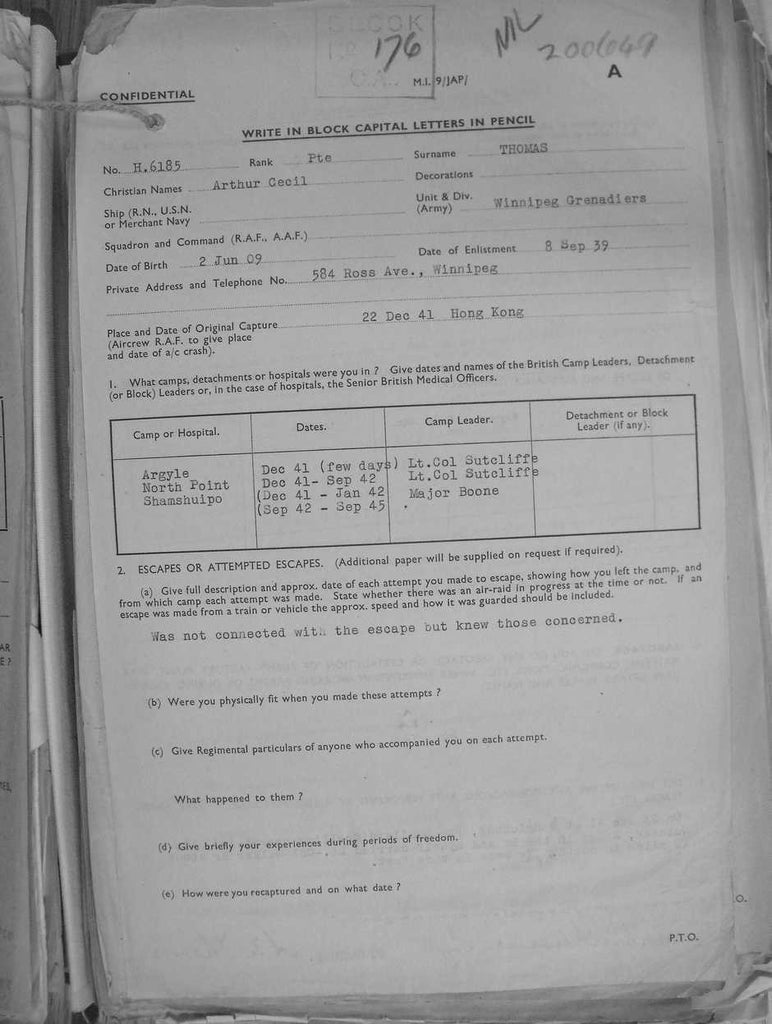 BLOCK
176
ML
200649
A
M.I. 9/JAP/
CONFIDENTIAL
WRITE IN BLOCK CAPITAL LETTERS IN PENCIL
No. H.6185 Rank Pte Surname THOMAS
Christian Names Arthur Cecil Decorations
Ship (R.N., U.S.N. or Merchant Navy Unit & Div. (Army) Winnipeg Grenadiers
Squadron and Command (R.A.F., A.A.F.)
Date of Birth 2 Jun 09 Date of Enlistment 8 Sep 39
Private Address and Telephone No. 584 Ross Ave., Winnipeg
Place and Date of Original Capture 22 Dec 41 Hong Kong
(Aircrew R.A.F. to give place
and date of a/c crash).
1. What camps, detachments or hospitals were you in ? Give dates and names of the British Camp Leaders, Detachment
(or Block) Leaders or, in the case of hospitals, the Senior British Medical Officers.
Camp or Hospital. Dates. Camp Leader. Detachment or Block Leader (if any).
Argyle Dec 41 (few days) Lt.Col Sutcliffe
North Point Dec 41- Sep 42 Lt.Col Sutcliffe
Shamshuipo (Dec 41 - Jan 42 Major Boone
(Sep 42 - Sep 45
2. ESCAPES OR ATTEMPTED ESCAPES. (Additional paper will be supplied on request if required).
(a) Give full description and approx. date of each attempt you made to escape, showing how you left the camp, and
from which camp each attempt was made. State whether there was an air-raid in progress at the time or not. If an
escape was made from a train or vehicle the approx. speed and how it was guarded should be included.
Was not connected with the escape but knew those concerned.
(b) Were you physically fit when you made these attempts ?
(c) Give Regimental particulars of anyone who accompanied you on each attempt.
What happened to them ?
(d) Give briefly your experiences during periods of freedom.
(e) How were you recaptured and on what date ?
P.T.O.